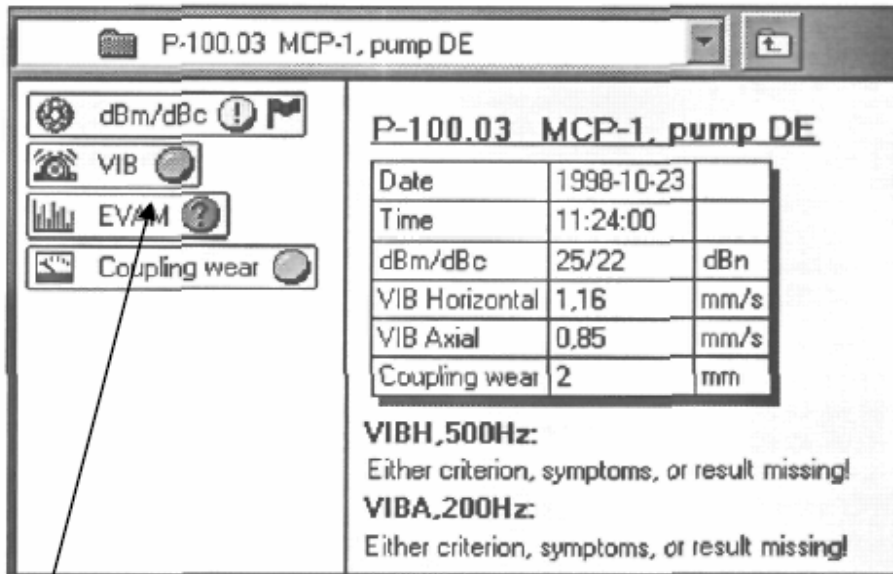 P-100.03 MCP-1, pump DE
dBm/dBc
VIB
EVAM ?
Coupling wear
P-100.03 MCP-1, pump DE
Date 1998-10-23
Time 11:24:00
dBm/dBc 25/22 dBn
VIB Horizontal 1,16 mm/s
VIB Axial 0,85 mm/s
Coupling wear 2 mm
VIBH,500Hz:
Either criterion, symptoms, or result missing!
VIBA,200Hz:
Either criterion, symptoms, or result missing!